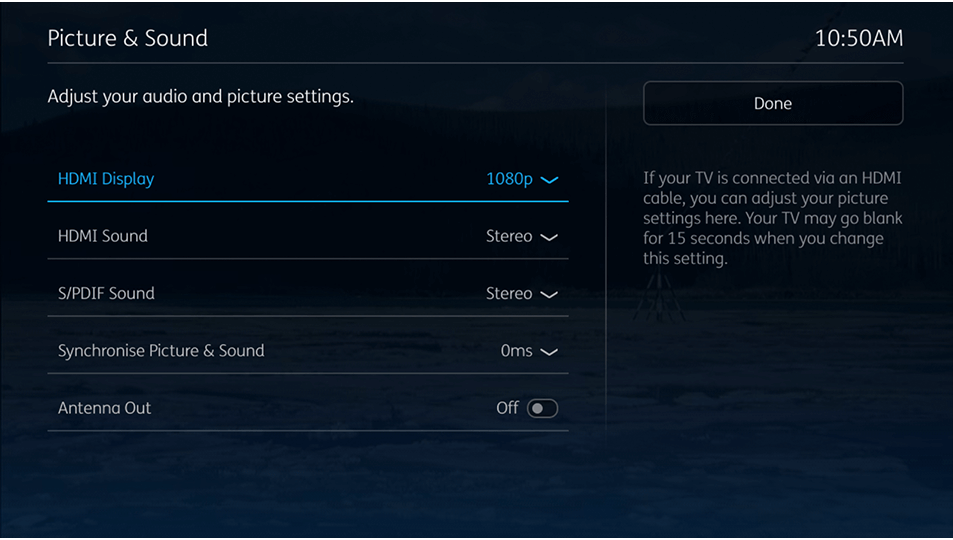 Picture & Sound
10:50AM
Adjust your audio and picture settings.
Done
HDMI Display
1080p
HDMI Sound
Stereo
S/PDIF Sound
Stereo
Synchronise Picture & Sound
0ms
Antenna Out
Off
If your TV is connected via an HDMI
cable, you can adjust your picture
settings here. Your TV may go blank
for 15 seconds when you change
this setting.